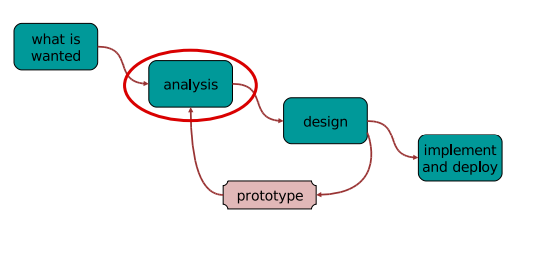 what is
wanted
analysis
design
implement
and deploy
prototype